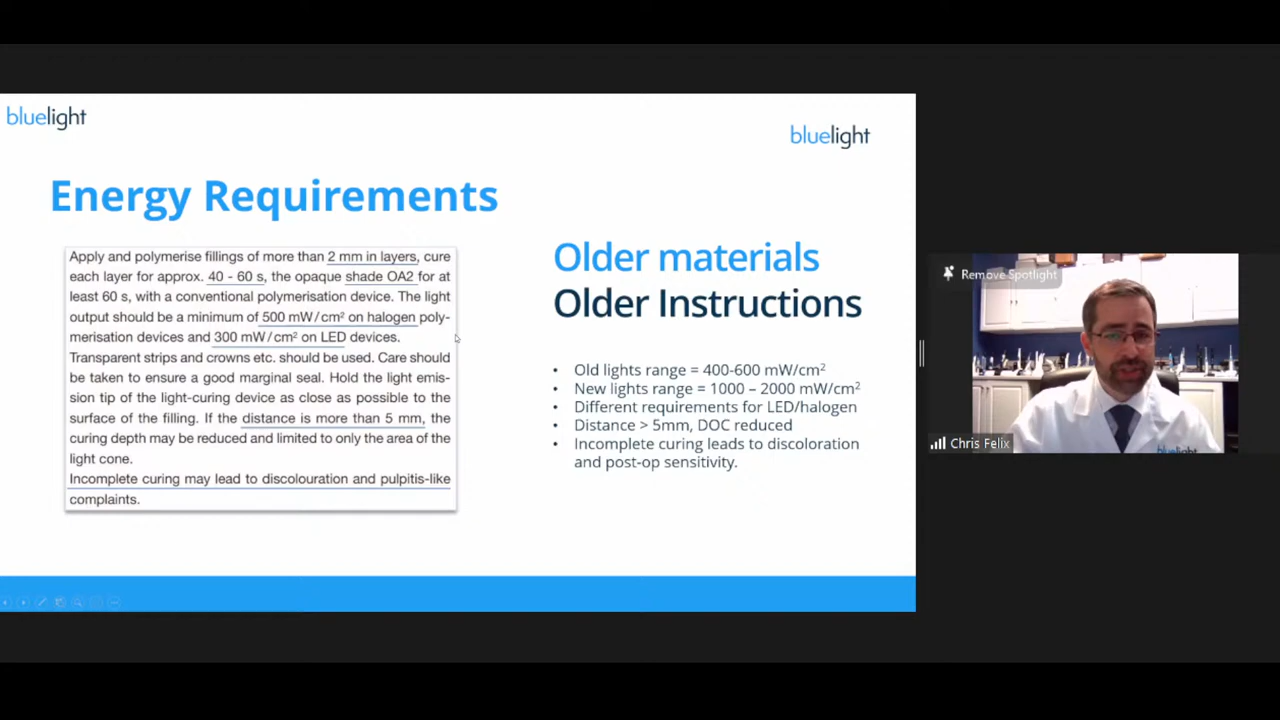 bluelight
bluelight
Energy Requirements
Apply and polymerise fillings of more than 2 mm in layers, cure
each layer for approx. 40 - 60 s, the opaque shade OA2 for at
least 60 s, with a conventional polymerisation device. The light
output should be a minimum of 500 mW/cm² on halogen poly-
merisation devices and 300 mW/cm² on LED devices.
Transparent strips and crowns etc. should be used. Care should
be taken to ensure a good marginal seal. Hold the light emis-
sion tip of the light-curing device as close as possible to the
surface of the filling. If the distance is more than 5 mm, the
curing depth may be reduced and limited to only the area of the
light cone.
Incomplete curing may lead to discolouration and pulpitis-like
complaints.
Older materials
Older Instructions
• Old lights range = 400-600 mW/cm²
• New lights range = 1000 – 2000 mW/cm²
• Different requirements for LED/halogen
• Distance > 5mm, DOC reduced
• Incomplete curing leads to discoloration
and post-op sensitivity.
Remove Spotlight
Chris Felix
bluelight